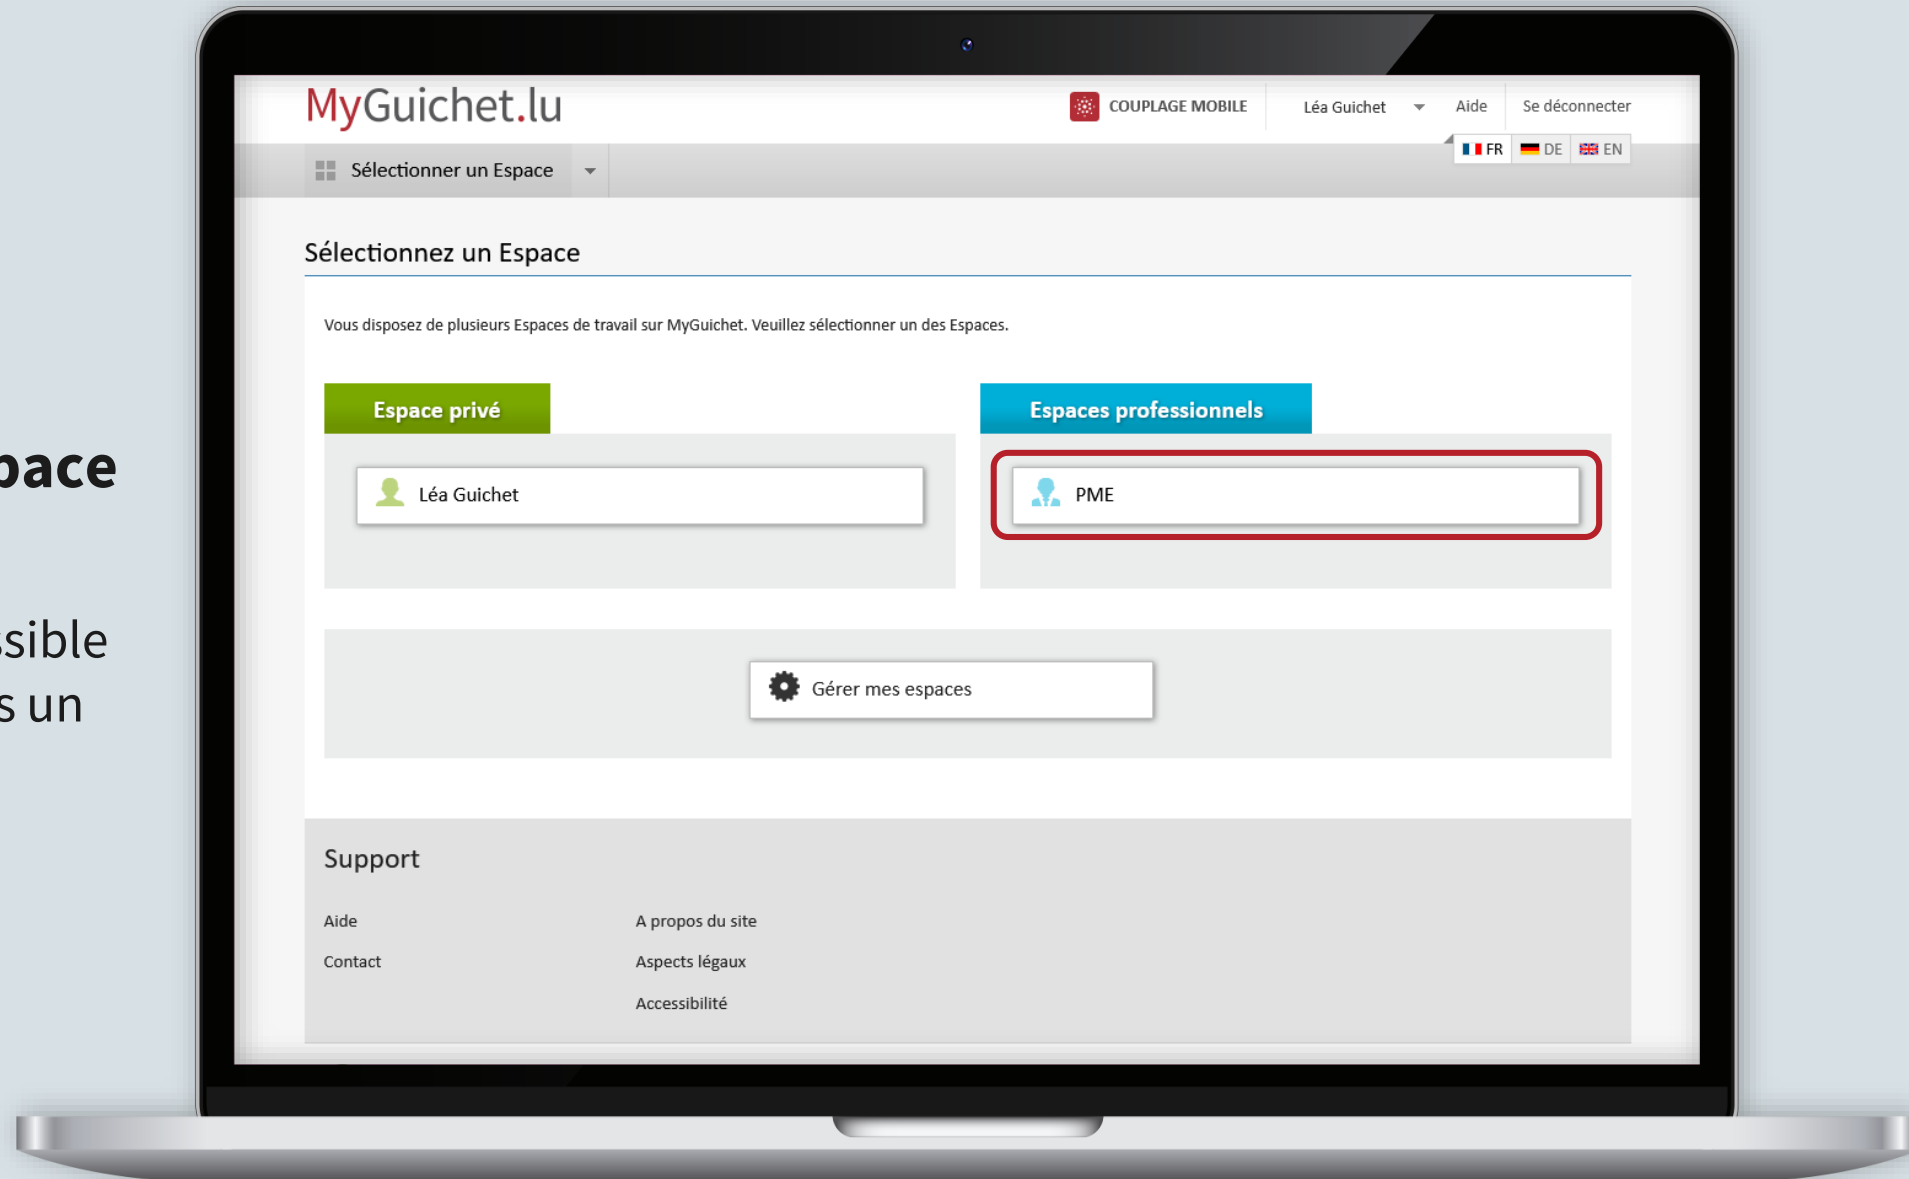 MyGuichet.lu
COUPLAGE MOBILE
Léa Guichet
Aide
Se déconnecter
FR
DE
EN
Sélectionner un Espace
Sélectionnez un Espace
Vous disposez de plusieurs Espaces de travail sur MyGuichet. Veuillez sélectionner un des Espaces.
Espace privé
Espaces professionnels
Léa Guichet
PME
Gérer mes espaces
Support
Aide
A propos du site
Contact
Aspects légaux
Accessibilité
un